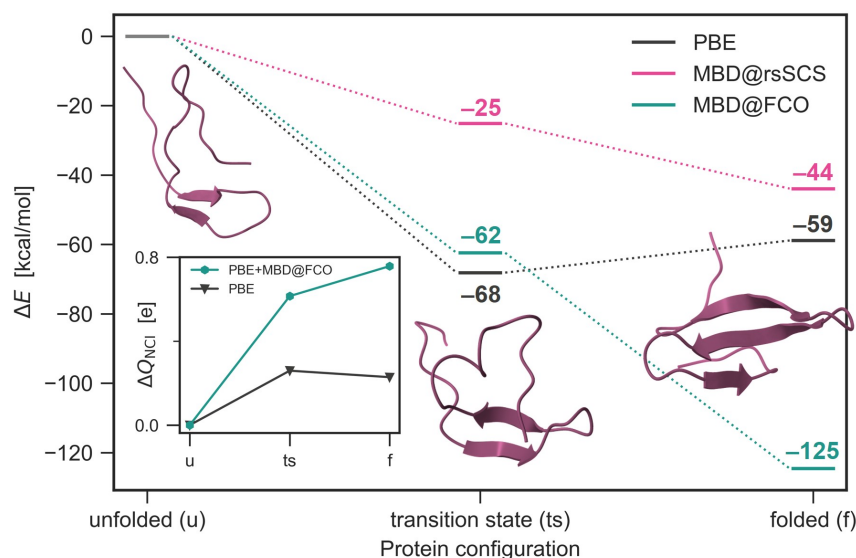 0
−20
−40
−60
−80
−100
−120
ΔE [kcal/mol]
PBE
MBD@rsSCS
MBD@FCO
−25
−44
−59
−62
−68
−125
0.8
0.0
ΔQNCI [e]
PBE+MBD@FCO
PBE
u ts f
unfolded (u) transition state (ts) folded (f)
Protein configuration